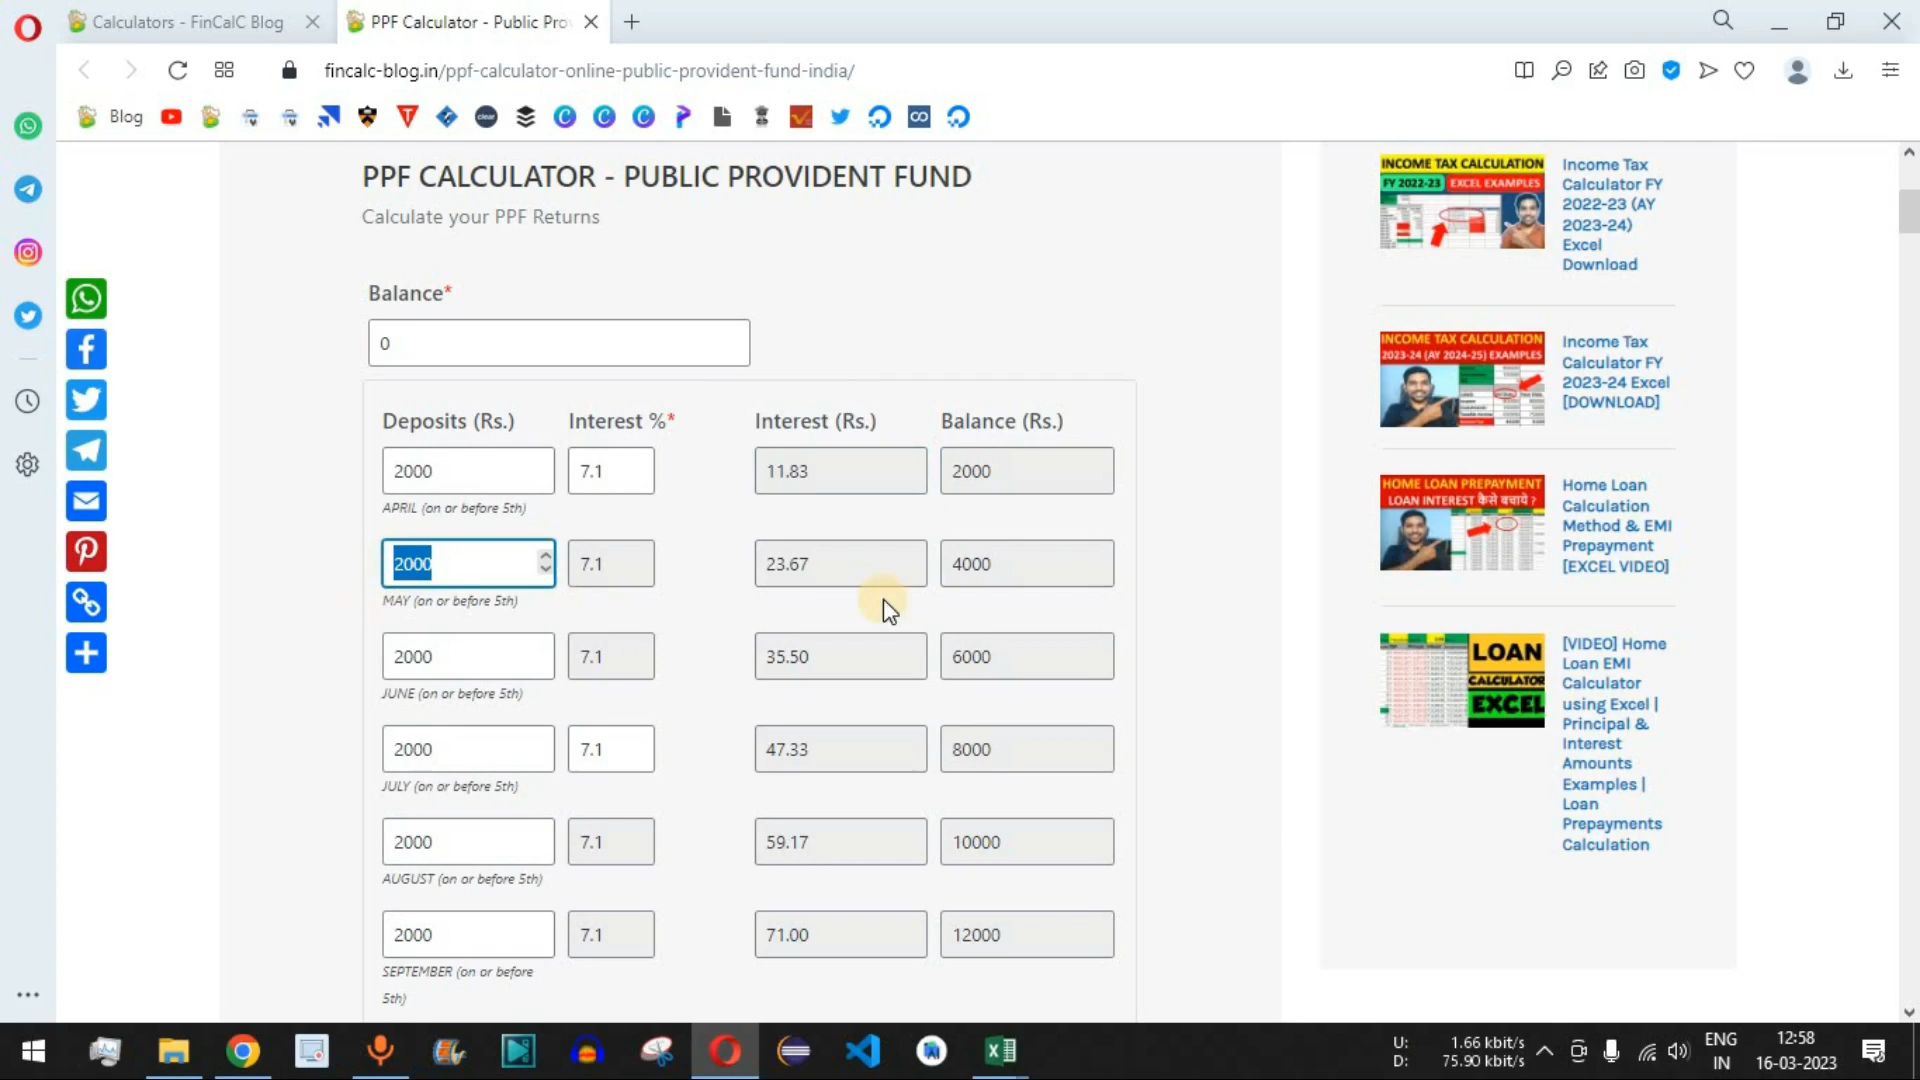 Calculators - FinCalC Blog
PPF Calculator - Public Pro
fincalc-blog.in/ppf-calculator-online-public-provident-fund-india/
Blog
PPF CALCULATOR - PUBLIC PROVIDENT FUND
Calculate your PPF Returns
Balance*
0
Deposits (Rs.) Interest %* Interest (Rs.) Balance (Rs.)
2000 7.1 11.83 2000
APRIL (on or before 5th)
2000 7.1 23.67 4000
MAY (on or before 5th)
2000 7.1 35.50 6000
JUNE (on or before 5th)
2000 7.1 47.33 8000
JULY (on or before 5th)
2000 7.1 59.17 10000
AUGUST (on or before 5th)
2000 7.1 71.00 12000
SEPTEMBER (on or before
5th)
INCOME TAX CALCULATION
FY 2022-23 EXCEL EXAMPLES
Income Tax
Calculator FY
2022-23 (AY
2023-24)
Excel
Download
INCOME TAX CALCULATION
2023-24 (AY 2024-25) EXAMPLES
Income Tax
Calculator FY
2023-24 Excel
[DOWNLOAD]
HOME LOAN PREPAYMENT
LOAN INTEREST कैसे बचाये ?
Home Loan
Calculation
Method & EMI
Prepayment
[EXCEL VIDEO]
LOAN
CALCULATOR
EXCEL
[VIDEO] Home
Loan EMI
Calculator
using Excel |
Principal &
Interest
Amounts
Examples |
Loan
Prepayments
Calculation
U: 1.66 kbit/s
D: 75.90 kbit/s
ENG
IN
12:58
16-03-2023